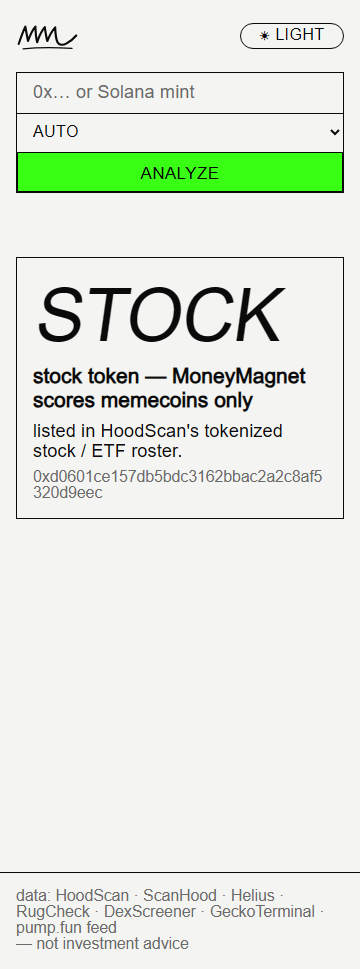 ☀ LIGHT
0x… or Solana mint
AUTO
ANALYZE
STOCK
stock token — MoneyMagnet
scores memecoins only
listed in HoodScan's tokenized
stock / ETF roster.
0xd0601ce157db5bdc3162bbac2a2c8af5
320d9eec
data: HoodScan · ScanHood · Helius ·
RugCheck · DexScreener · GeckoTerminal ·
pump.fun feed
— not investment advice